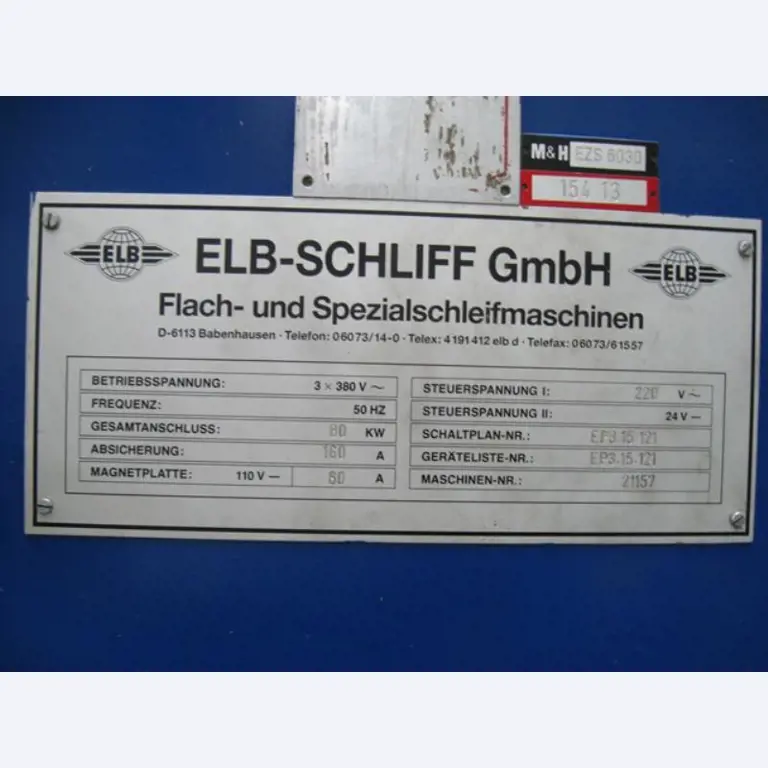 M&H EZS 6030
154 13
ELB
ELB-SCHLIFF GmbH
ELB
Flach- und Spezialschleifmaschinen
D-6113 Babenhausen · Telefon: 06073/14-0 · Telex: 4191412 elb d · Telefax: 06073/61557
BETRIEBSSPANNUNG: 3 × 380 V ~
FREQUENZ: 50 HZ
GESAMTANSCHLUSS: 80 KW
ABSICHERUNG: 160 A
MAGNETPLATTE: 110 V — 60 A
STEUERSPANNUNG I: 220 V ~
STEUERSPANNUNG II: 24 V —
SCHALTPLAN-NR.: EP3.15.121
GERÄTELISTE-NR.: EP3.15.121
MASCHINEN-NR.: 21157